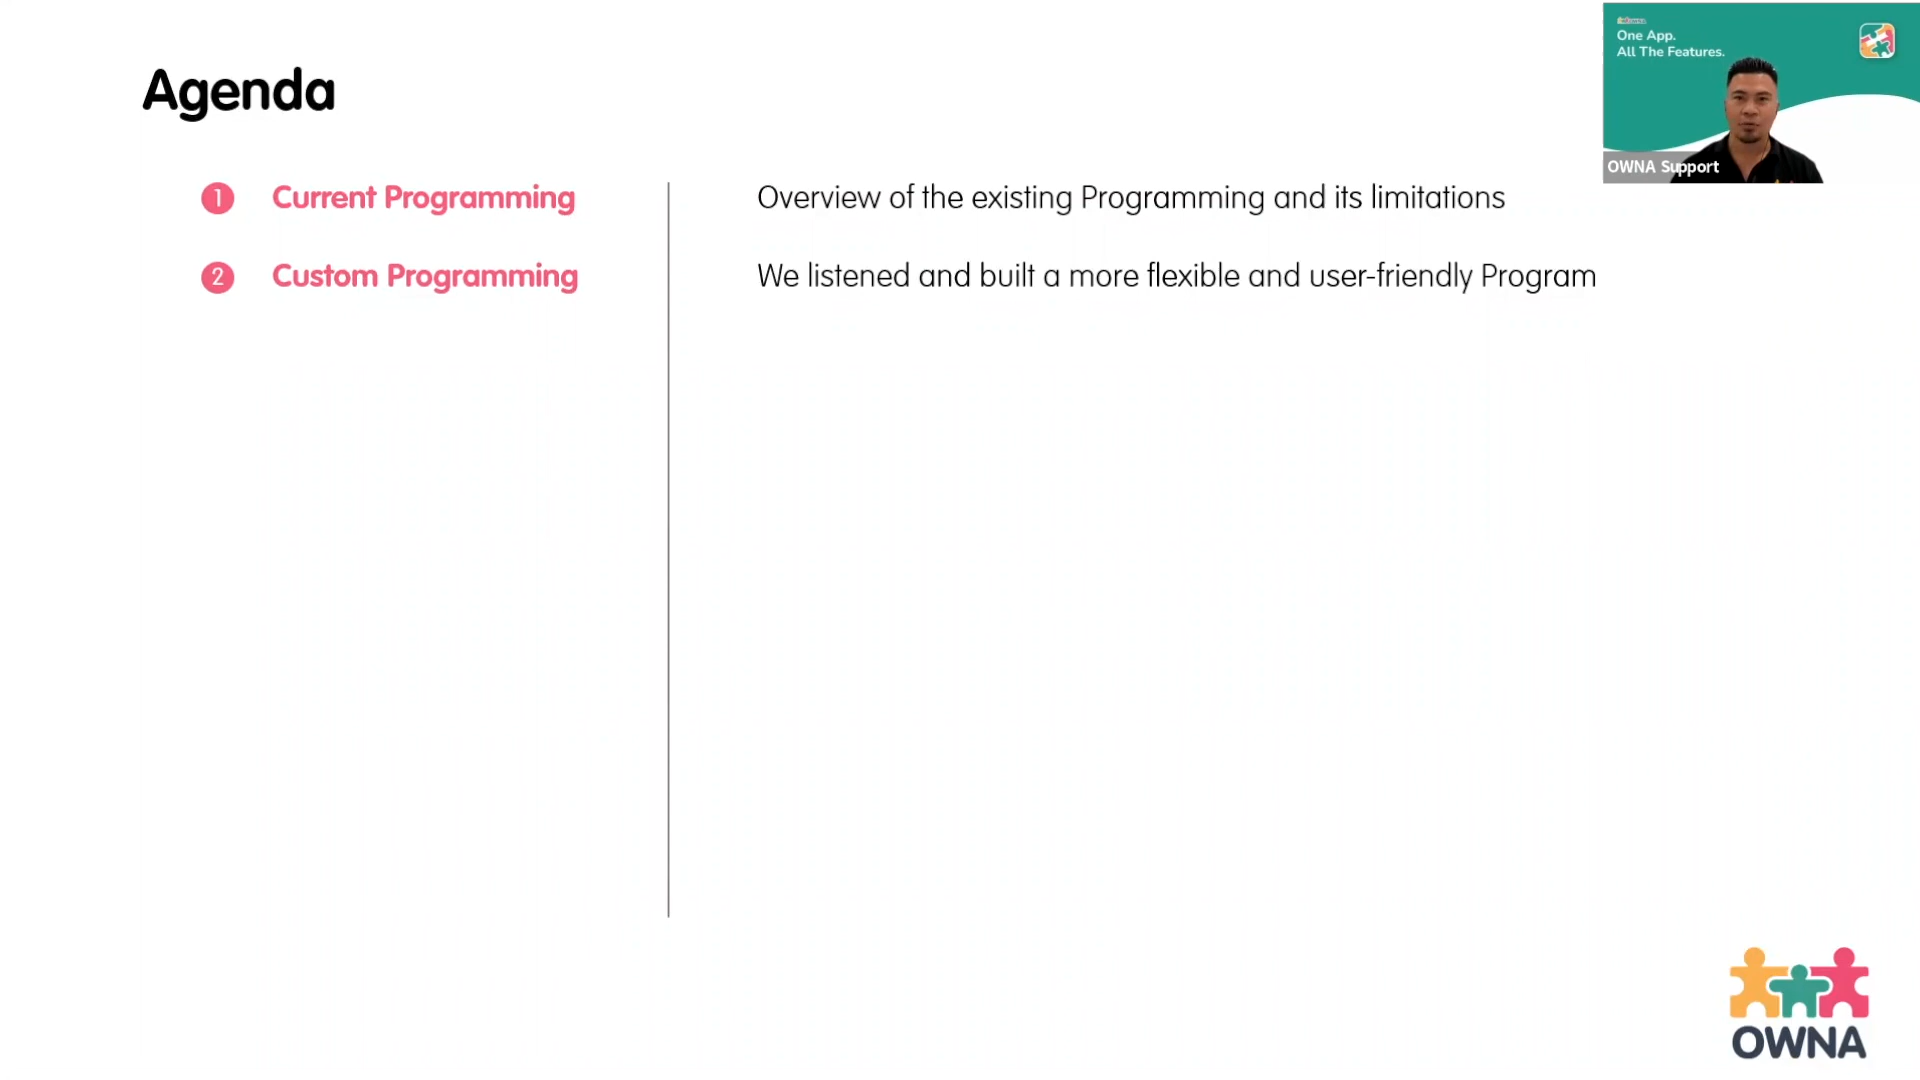 Agenda
1 Current Programming
Overview of the existing Programming and its limitations
2 Custom Programming
We listened and built a more flexible and user-friendly Program
OWNA
One App.
All The Features.
OWNA Support
OWNA